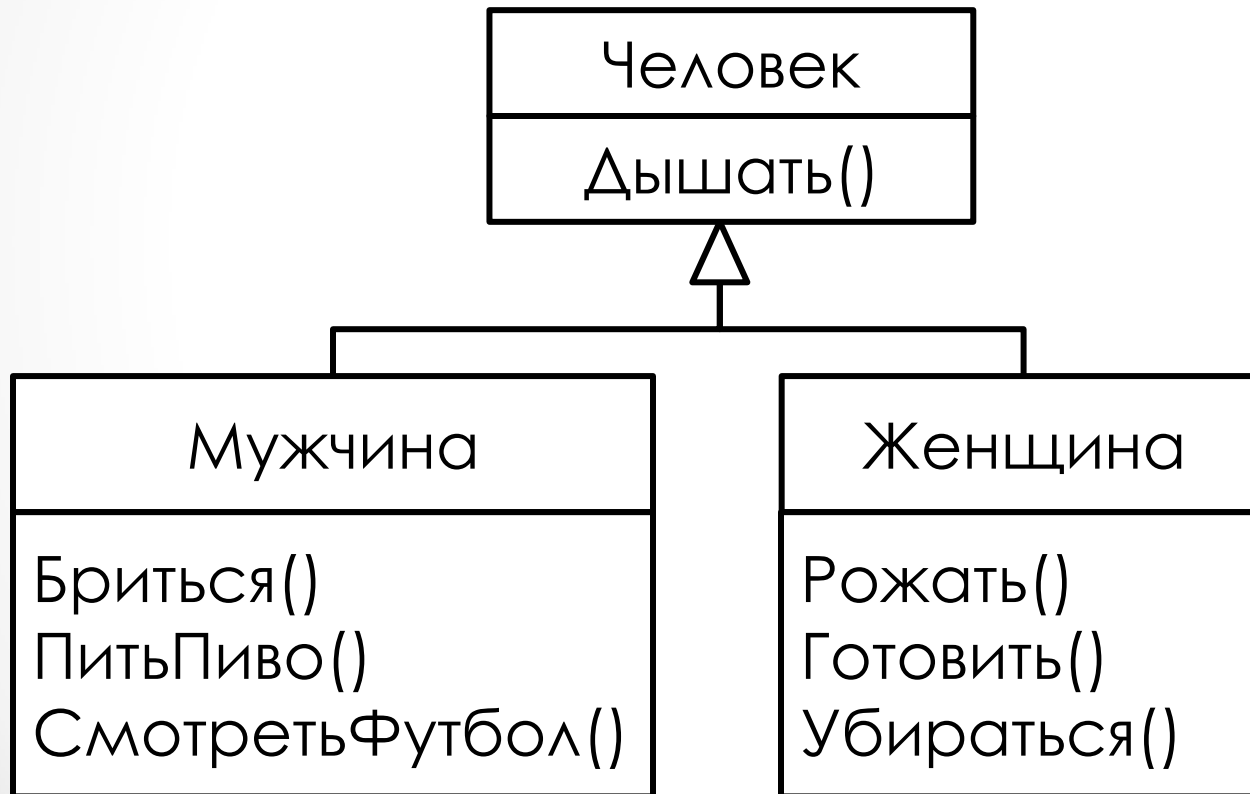 Человек
Дышать()
Мужчина
Бриться()
ПитьПиво()
СмотретьФутбол()
Женщина
Рожать()
Готовить()
Убираться()